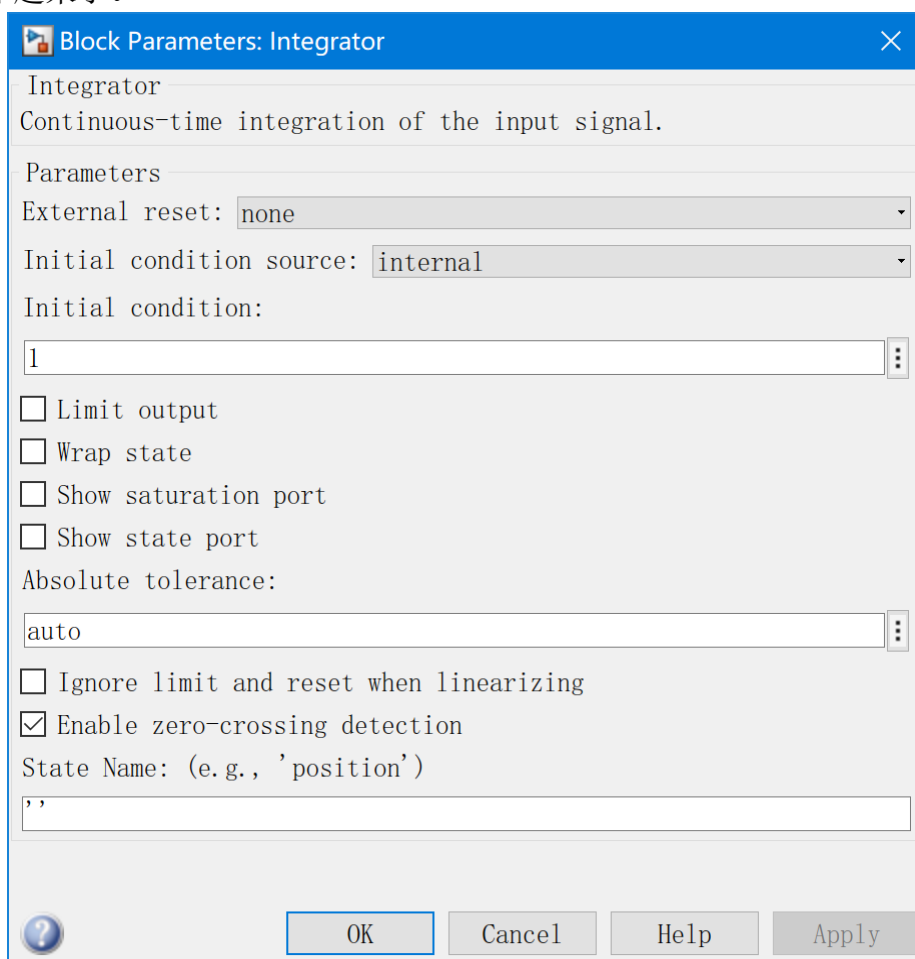 Block Parameters: Integrator
Integrator
Continuous-time integration of the input signal.
Parameters
External reset: none
Initial condition source: internal
Initial condition:
1
Limit output
Wrap state
Show saturation port
Show state port
Absolute tolerance:
auto
Ignore limit and reset when linearizing
Enable zero-crossing detection
State Name: (e.g., 'position')
''
OK Cancel Help Apply